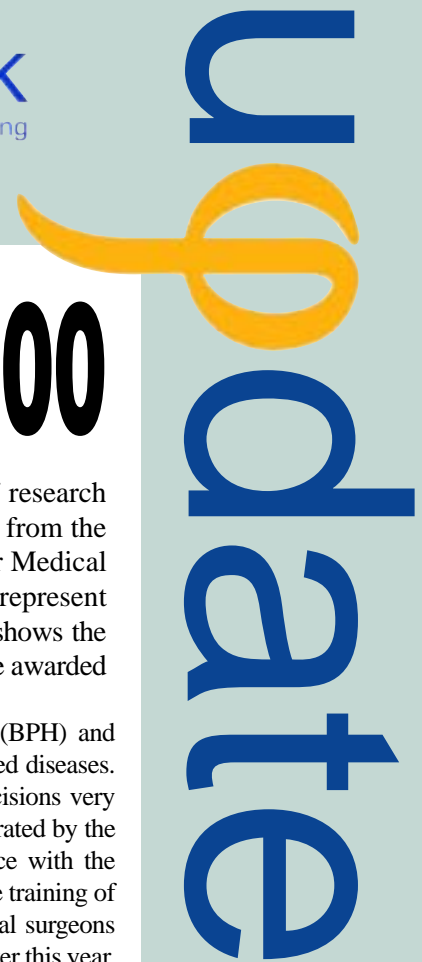 k
ng
uφdate
00
research
from the
r Medical
represent
shows the
e awarded
(BPH) and
ed diseases.
cisions very
rated by the
ce with the
e training of
al surgeons
er this year.